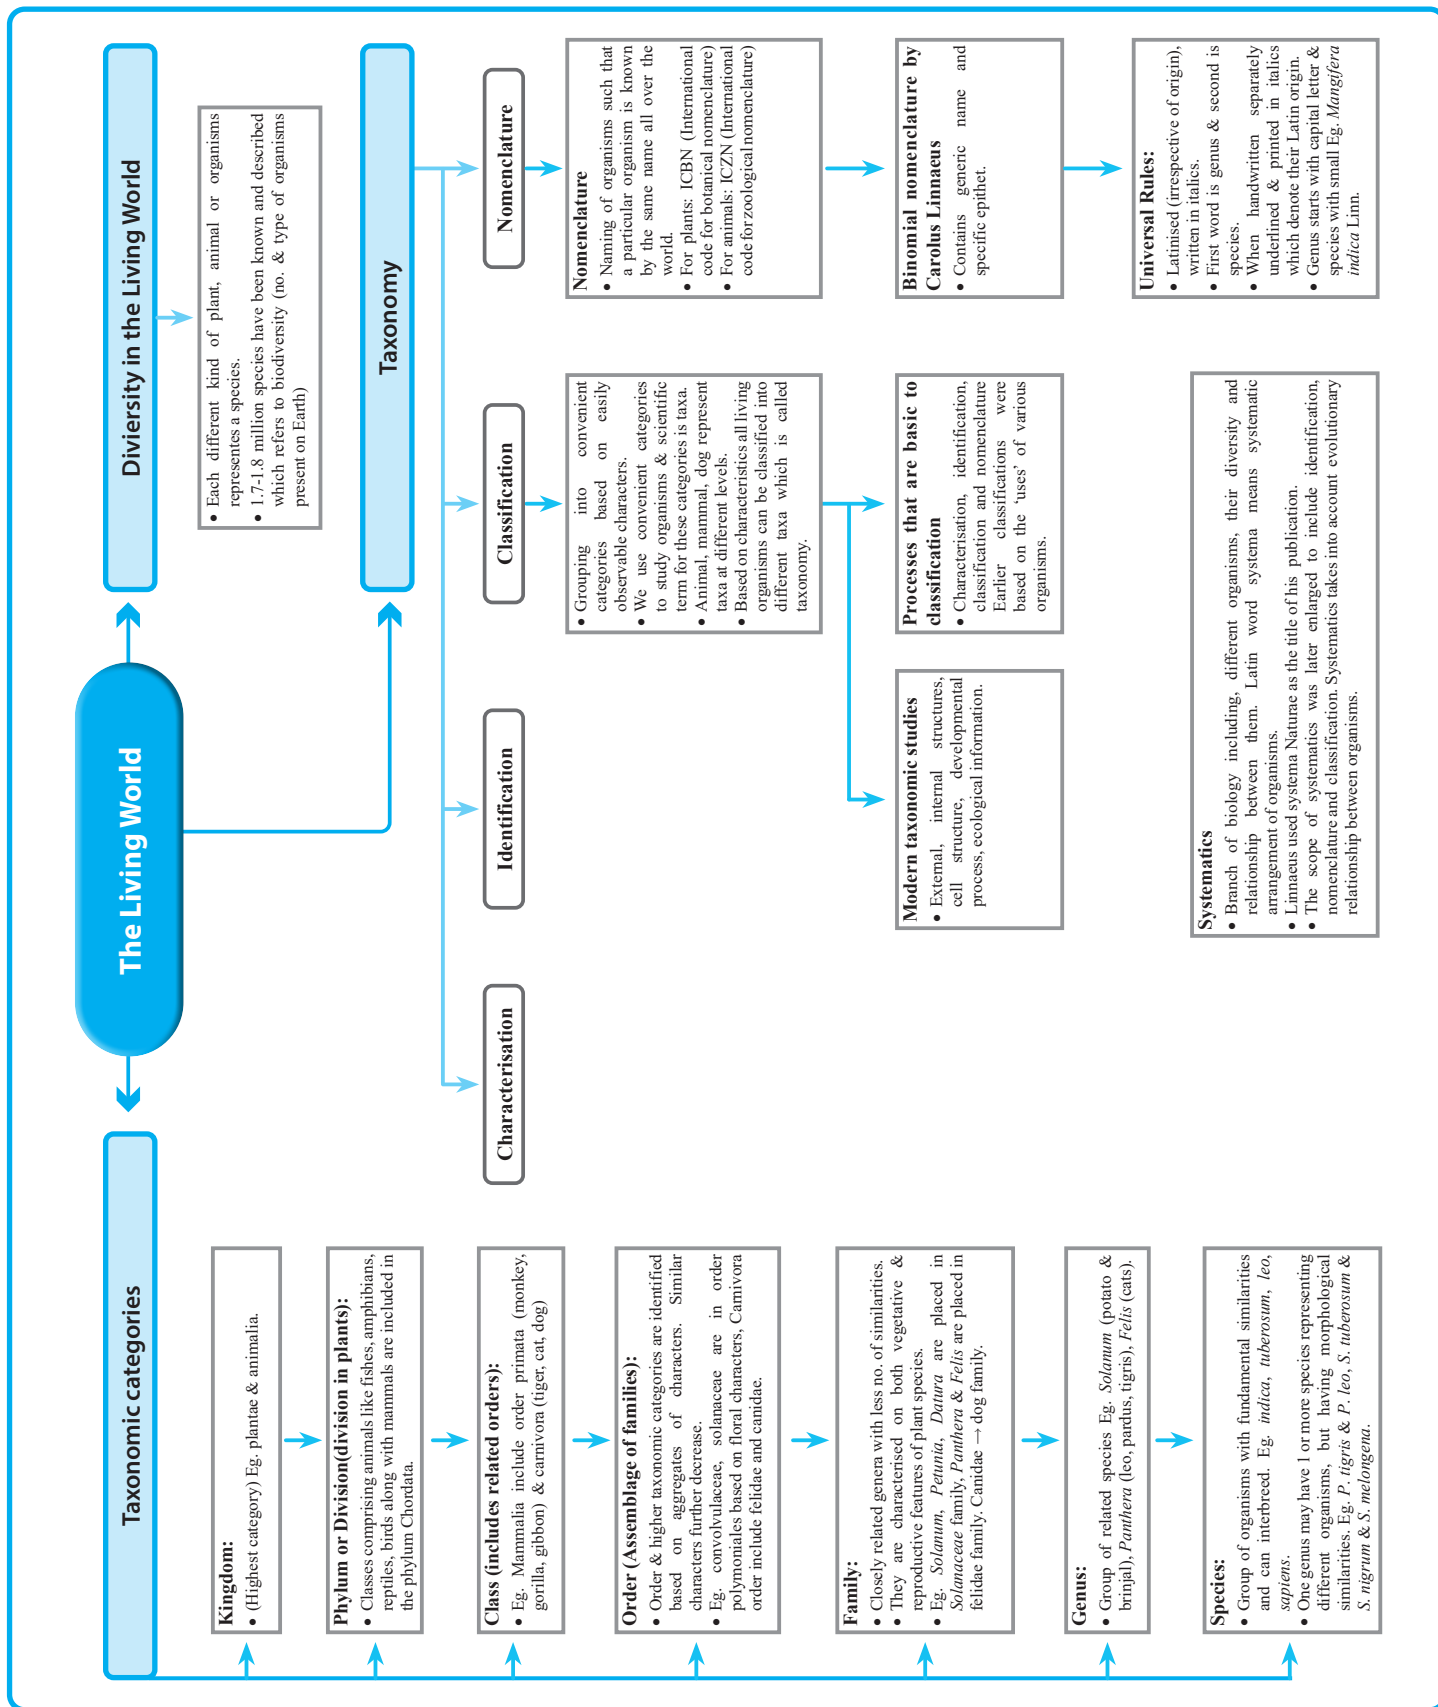 The Living World
Taxonomic categories
Kingdom:
• (Highest category) Eg. plantae & animalia.
Phylum or Division(division in plants):
• Classes comprising animals like fishes, amphibians,
reptiles, birds along with mammals are included in
the phylum Chordata.
Class (includes related orders):
• Eg. Mammalia include order primata (monkey,
gorilla, gibbon) & carnivora (tiger, cat, dog)
Order (Assemblage of families):
• Order & higher taxonomic categories are identified
based on aggregates of characters. Similar
characters further decrease.
• Eg. convolvulaceae, solanaceae are in order
polymoniales based on floral characters, Carnivora
order include felidae and canidae.
Family:
• Closely related genera with less no. of similarities.
• They are characterised on both vegetative &
reproductive features of plant species.
• Eg. Solanum, Petunia, Datura are placed in
Solanaceae family, Panthera & Felis are placed in
felidae family. Canidae → dog family.
Genus:
• Group of related species Eg. Solanum (potato &
brinjal), Panthera (leo, pardus, tigris), Felis (cats).
Species:
• Group of organisms with fundamental similarities
and can interbreed. Eg. indica, tuberosum, leo,
sapiens.
• One genus may have 1 or more species representing
different organisms, but having morphological
similarities. Eg. P. tigris & P. leo, S. tuberosum &
S. nigrum & S. melongena.
Diviersity in the Living World
• Each different kind of plant, animal or organisms
representes a species.
• 1.7-1.8 million species have been known and described
which refers to biodiversity (no. & type of organisms
present on Earth)
Taxonomy
Characterisation
Identification
Classification
Nomenclature
• Grouping into convenient
categories based on easily
observable characters.
• We use convenient categories
to study organisms & scientific
term for these categories is taxa.
• Animal, mammal, dog represent
taxa at different levels.
• Based on characteristics all living
organisms can be classified into
different taxa which is called
taxonomy.
Modern taxonomic studies
• External, internal structures,
cell structure, developmental
process, ecological information.
Processes that are basic to
classification
• Characterisation, identification,
classification and nomenclature
Earlier classifications were
based on the ‘uses’ of various
organisms.
Nomenclature
• Naming of organisms such that
a particular organism is known
by the same name all over the
world.
• For plants: ICBN (International
code for botanical nomenclature)
• For animals: ICZN (International
code for zoological nomenclature)
Binomial nomenclature by
Carolus Linnaeus
• Contains generic name and
specific epithet.
Universal Rules:
• Latinised (irrespective of origin),
written in italics.
• First word is genus & second is
species.
• When handwritten separately
underlined & printed in italics
which denote their Latin origin.
• Genus starts with capital letter &
species with small Eg. Mangifera
indica Linn.
Systematics
• Branch of biology including, different organisms, their diversity and
relationship between them. Latin word systema means systematic
arrangement of organisms.
• Linnaeus used systema Naturae as the title of his publication.
• The scope of systematics was later enlarged to include identification,
nomenclature and classification. Systematics takes into account evolutionary
relationship between organisms.